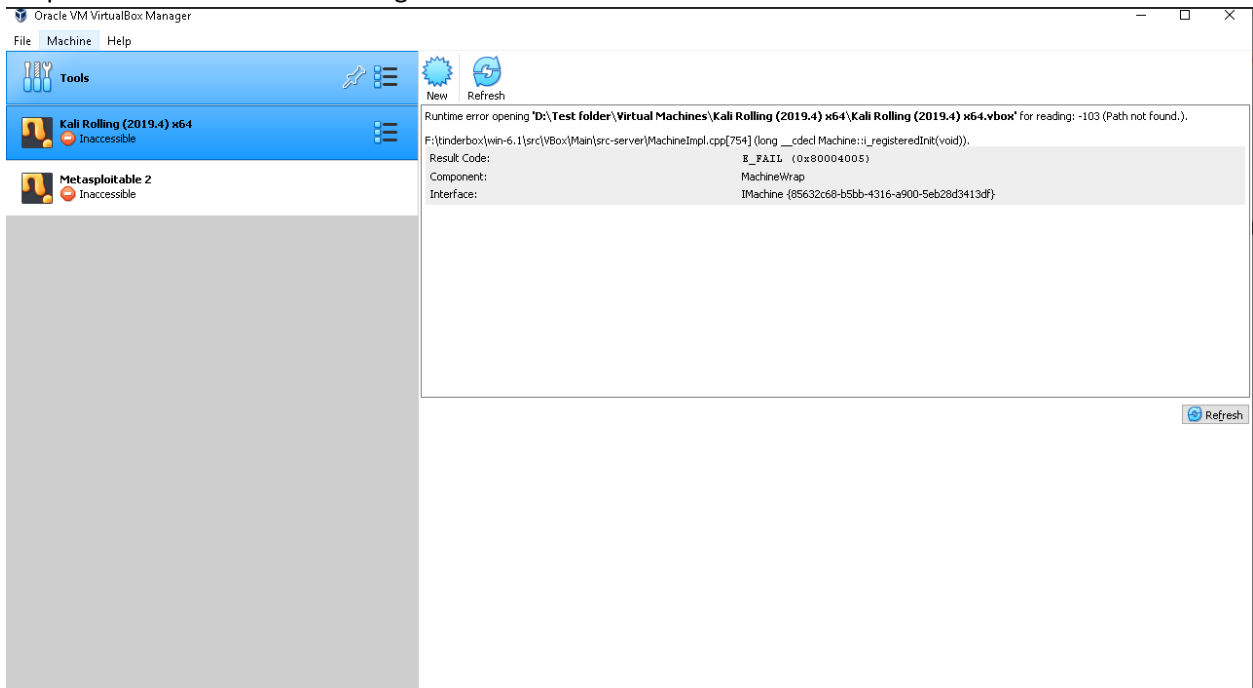 Oracle VM VirtualBox Manager
File Machine Help
Tools
New Refresh
Kali Rolling (2019.4) x64
Inaccessible
Metasploitable 2
Inaccessible
Runtime error opening 'D:\Test folder\Virtual Machines\Kali Rolling (2019.4) x64\Kali Rolling (2019.4) x64.vbox' for reading: -103 (Path not found.).
F:\tinderbox\win-6.1\src\VBox\Main\src-server\MachineImpl.cpp[754] (long __cdecl Machine::i_registeredInit(void)).
Result Code: E_FAIL (0x80004005)
Component: MachineWrap
Interface: IMachine {85632c68-b5bb-4316-a900-5eb28d3413df}
Refresh